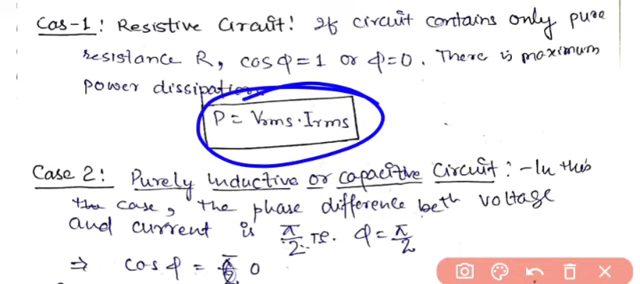 Cas-1: Resistive Circuit! If circuit contains only pure
resistance R, cos φ = 1 or φ = 0. There is maximum
power dissipation
P = Vrms. Irms
Case 2: Purely inductive or capacitive circuit: - In this
the case, the phase difference betn voltage
and current is π/2 ie. φ = π/2
⇒ cos φ = 0